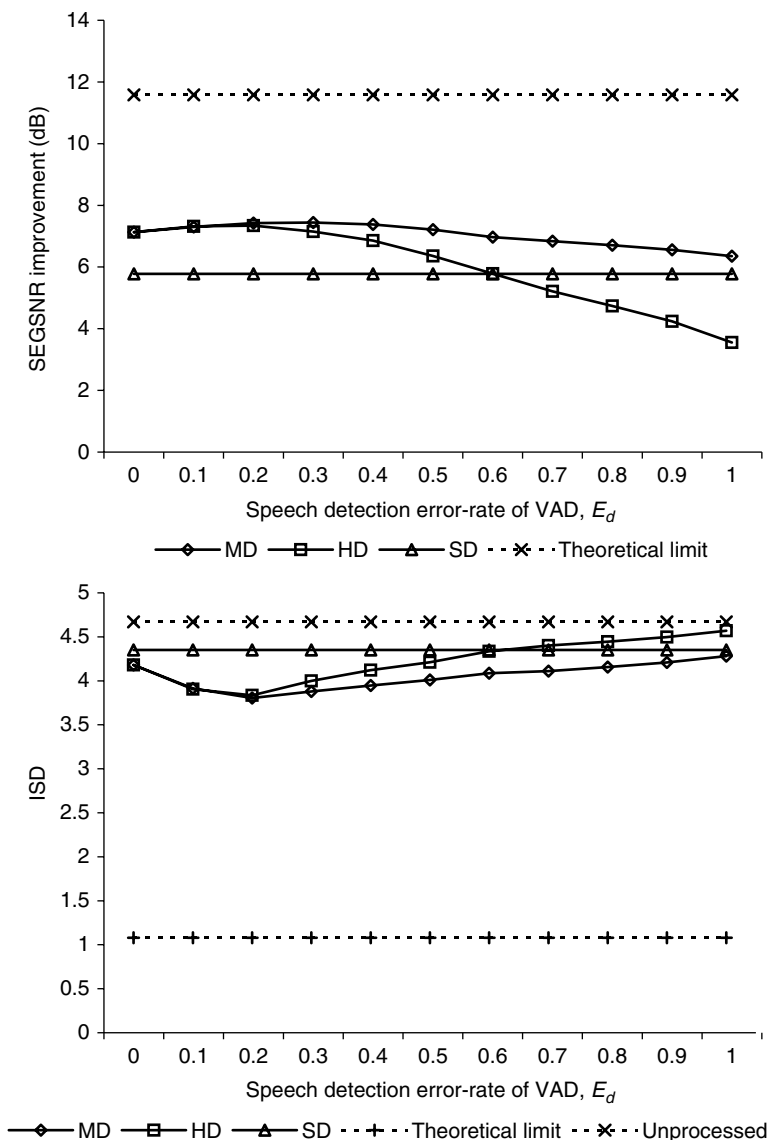 14
12
10
8
6
4
2
0
SEGSNR improvement (dB)
0 0.1 0.2 0.3 0.4 0.5 0.6 0.7 0.8 0.9 1
Speech detection error-rate of VAD, E_d
MD HD SD Theoretical limit
5
4.5
4
3.5
3
2.5
2
1.5
1
0.5
0
ISD
0 0.1 0.2 0.3 0.4 0.5 0.6 0.7 0.8 0.9 1
Speech detection error-rate of VAD, E_d
MD HD SD Theoretical limit Unprocessed